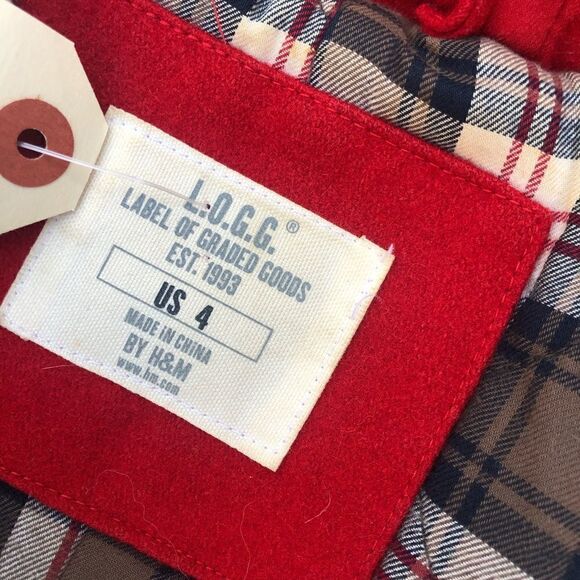 L.O.G.G.®
LABEL OF GRADED GOODS
EST. 1993
US 4
MADE IN CHINA
BY H&M
www.hm.com